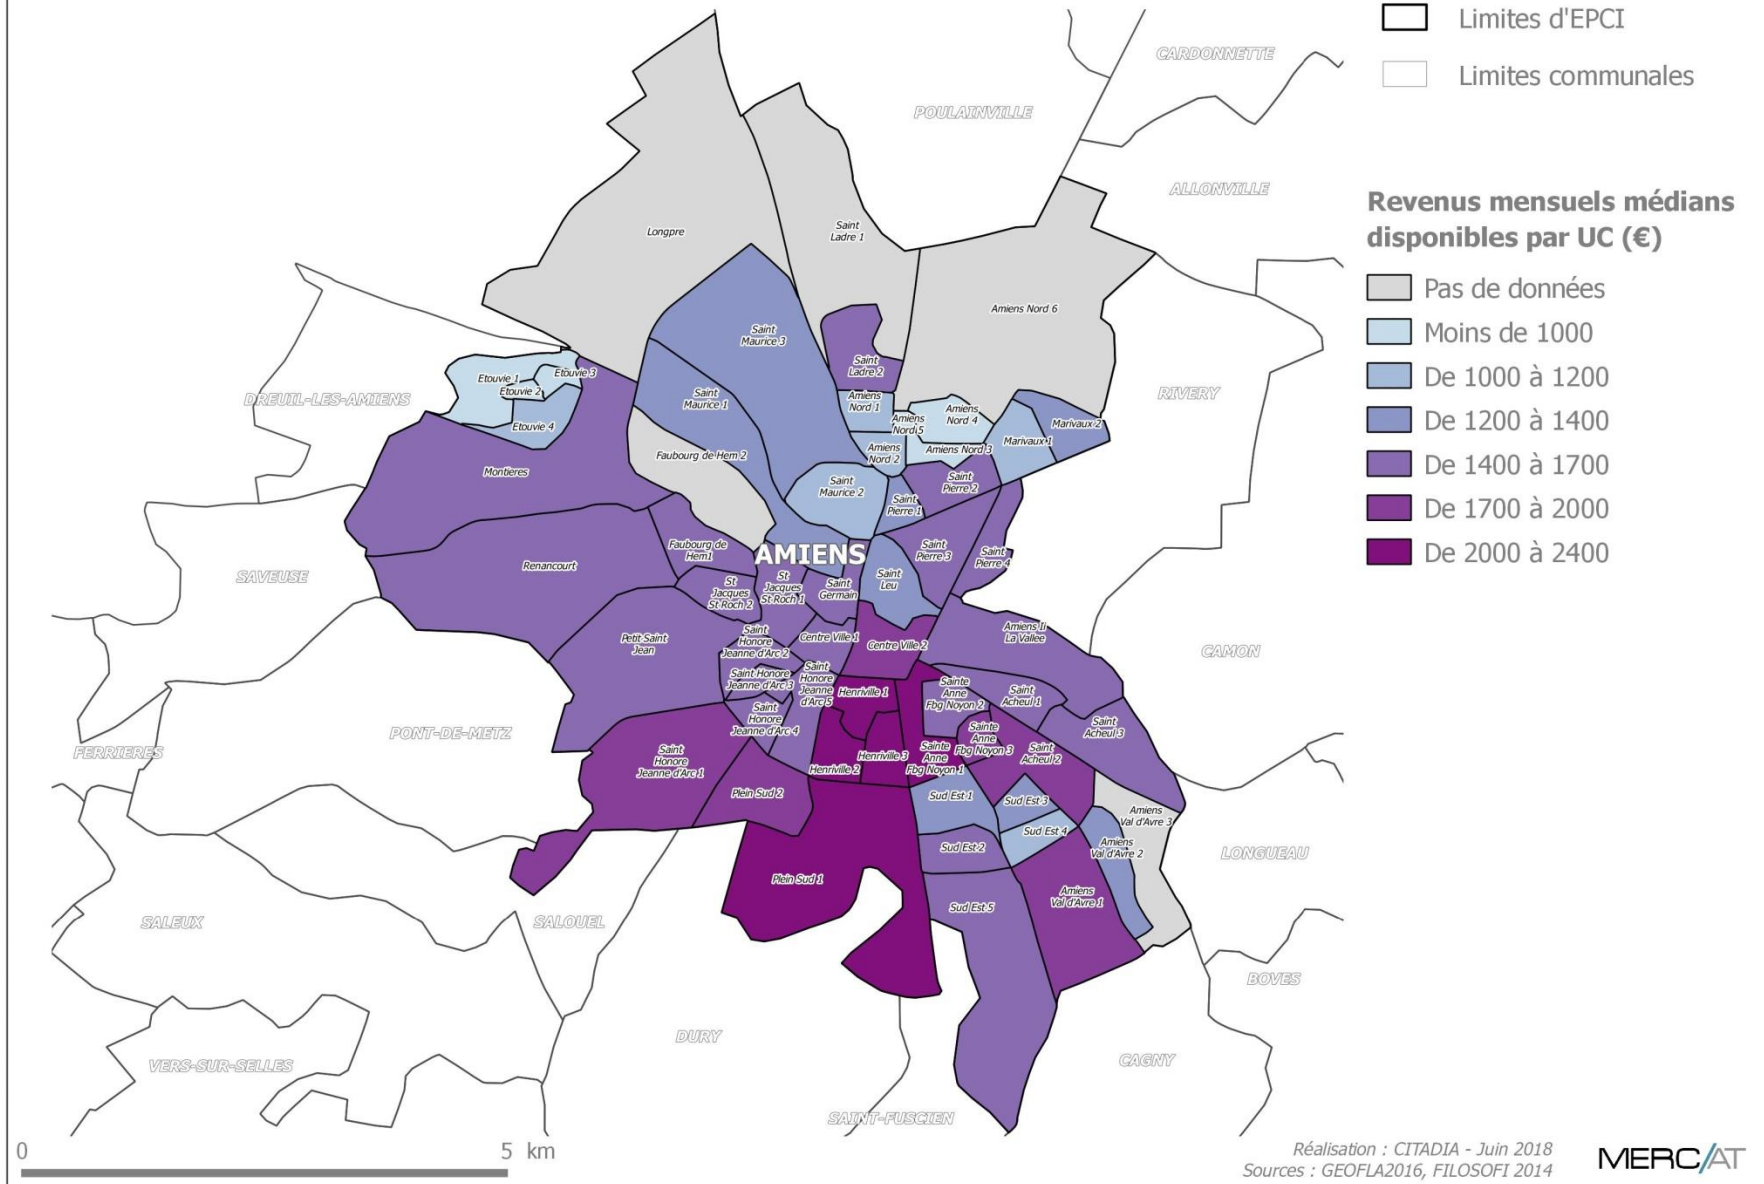 Limites d'EPCI
Limites communales
Revenus mensuels médians
disponibles par UC (€)
Pas de données
Moins de 1000
De 1000 à 1200
De 1200 à 1400
De 1400 à 1700
De 1700 à 2000
De 2000 à 2400
CARDONNETTE
POULAINVILLE
ALLONVILLE
Longpre
Saint
Ladre 1
Amiens Nord 6
Saint
Maurice 3
Saint
Ladre 2
Etouvie 1
Etouvie 3
Etouvie 2
Etouvie 4
DREUIL-LES-AMIENS
RIVERY
Saint
Maurice 1
Amiens
Nord 1
Amiens
Nord 5
Amiens
Nord 4
Marivaux 2
Marivaux 1
Amiens
Nord 2
Amiens Nord 3
Faubourg de Hem 2
Montieres
Saint
Maurice 2
Saint
Pierre 2
Saint
Pierre 1
AMIENS
Faubourg de
Hem1
Saint
Pierre 3
Saint
Pierre 4
Renancourt
SAVEUSE
St
Jacques
St Roch 2
St
Jacques
St Roch 1
Saint
Germain
Saint
Leu
Petit Saint
Jean
Saint
Honore
Jeanne d'Arc 2
Centre Ville 1
Centre Ville 2
Amiens Ii
La Vallee
CAMON
Saint Honore
Jeanne d'Arc 3
Saint
Honore
Jeanne
d'Arc 5
Henriville 1
Sainte
Anne
Fbg Noyon 2
Saint
Acheul 1
Saint
Honore
Jeanne d'Arc 4
Sainte
Anne
Fbg Noyon 3
Saint
Acheul 3
PONT-DE-METZ
FERRIERES
Saint
Honore
Jeanne d'Arc 1
Henriville 2
Henriville 3
Sainte
Anne
Fbg Noyon 1
Saint
Acheul 2
Plein Sud 2
Sud Est 1
Sud Est 3
Sud Est 4
Amiens
Val d'Avre 3
Amiens
Val d'Avre 2
LONGUEAU
Sud Est 2
Plein Sud 1
Amiens
Val d'Avre 1
Sud Est 5
SALEUX
SALOUEL
BOVES
DURY
VERS-SUR-SELLES
CAGNY
SAINT-FUSCIEN
0 5 km
Réalisation : CITADIA - Juin 2018
Sources : GEOFLA2016, FILOSOFI 2014
MERC/AT